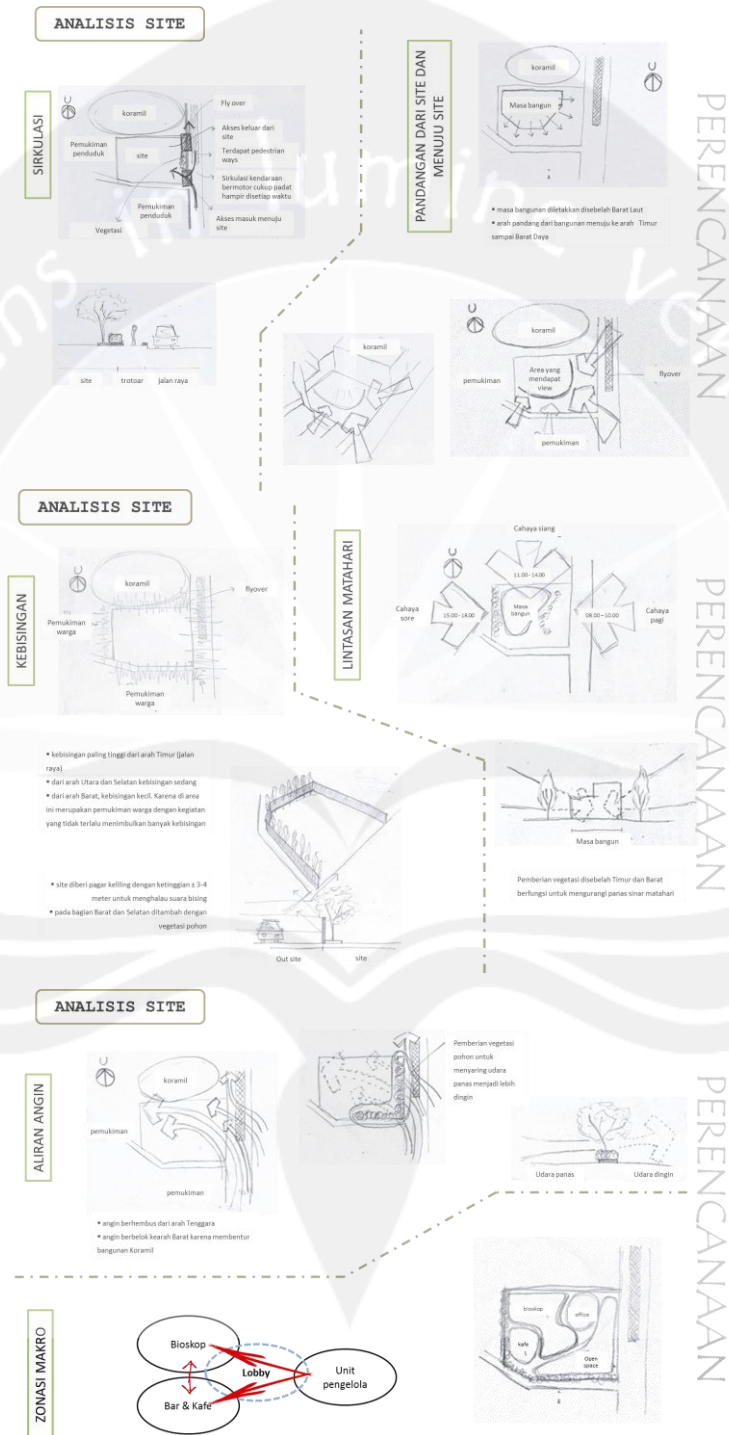 ANALISIS SITE
SIRKULASI
koramil
Fly over
Akses keluar dari
site
Pemukiman
penduduk
site
Terdapat pedestrian
ways
Sirkulasi kendaraan
bermotor cukup padat
hampir disetiap waktu
Pemukiman
penduduk
Vegetasi
Akses masuk menuju
site
site
trotoar
jalan raya
PANDANGAN DARI SITE DAN
MENUJU SITE
koramil
Masa bangun
▪ masa bangunan diletakkan disebelah Barat Laut
▪ arah pandang dari bangunan menuju ke arah Timur
sampai Barat Daya
koramil
koramil
pemukiman
Area yang
mendapat
view
flyover
pemukiman
PERENCANAAN
ANALISIS SITE
KEBISINGAN
koramil
flyover
Pemukiman
warga
Pemukiman
warga
▪ kebisingan paling tinggi dari arah Timur (jalan
raya)
▪ dari arah Utara dan Selatan kebisingan sedang
▪ dari arah Barat, kebisingan kecil. Karena di area
ini merupakan pemukiman warga dengan kegiatan
yang tidak terlalu menimbulkan banyak kebisingan
▪ site diberi pagar keliling dengan ketinggian ± 3-4
meter untuk menghalau suara bising
▪ pada bagian Barat dan Selatan ditambah dengan
vegetasi pohon
Out site
site
LINTASAN MATAHARI
Cahaya siang
11.00 - 14.00
Cahaya
sore
15.00 - 18.00
Masa
bangun
08.00 – 10.00
Cahaya
pagi
Masa bangun
Pemberian vegetasi disebelah Timur dan Barat
berfungsi untuk mengurangi panas sinar matahari
PERENCANAAN
ANALISIS SITE
ALIRAN ANGIN
koramil
pemukiman
pemukiman
▪ angin berhembus dari arah Tenggara
▪ angin berbelok kearah Barat karena membentur
bangunan Koramil
Pemberian vegetasi
pohon untuk
menyaring udara
panas menjadi lebih
dingin
Udara panas
Udara dingin
PERENCANAAN
ZONASI MAKRO
Bioskop
Lobby
Unit
pengelola
Bar & Kafe
bioskop
office
kafe
Open
space